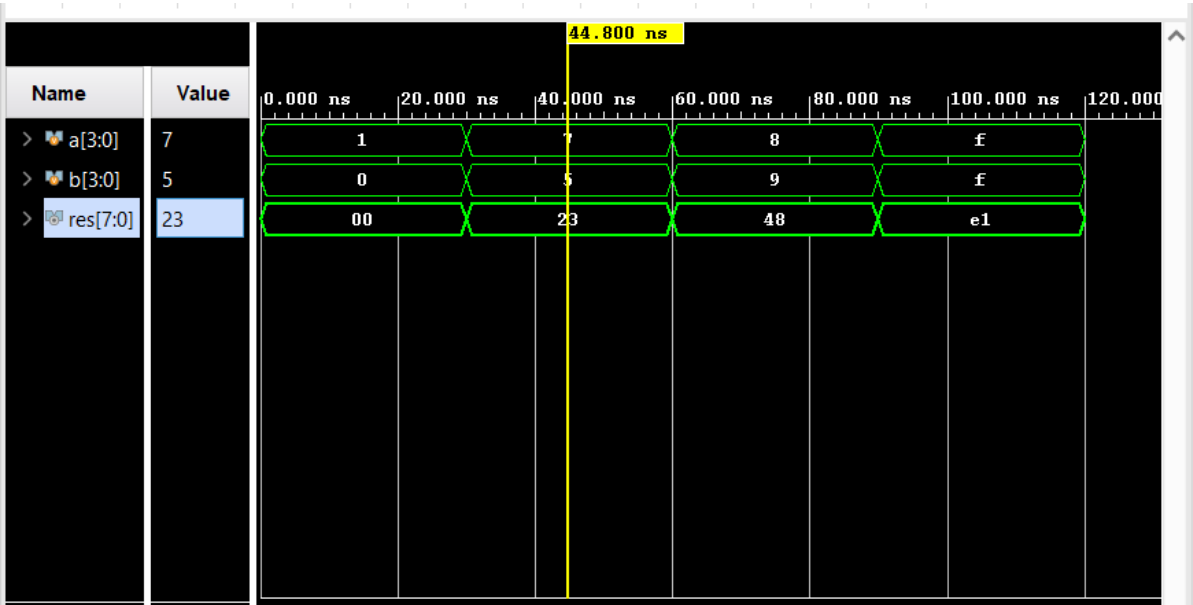 44.800 ns
Name Value 0.000 ns 20.000 ns 40.000 ns 60.000 ns 80.000 ns 100.000 ns 120.000
a[3:0] 7 1 7 8 f
b[3:0] 5 0 5 9 f
res[7:0] 23 00 23 48 e1